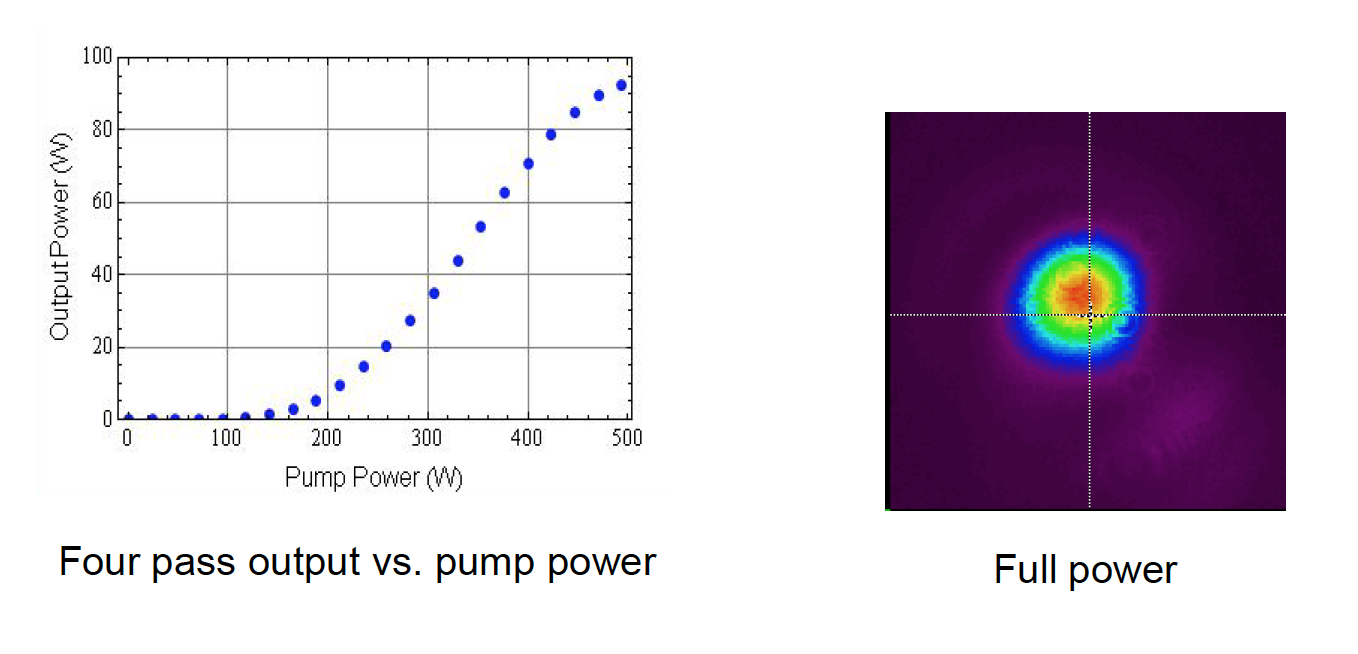 100
80
60
40
20
0
Output Power (W)
0 100 200 300 400 500
Pump Power (W)
Four pass output vs. pump power
Full power